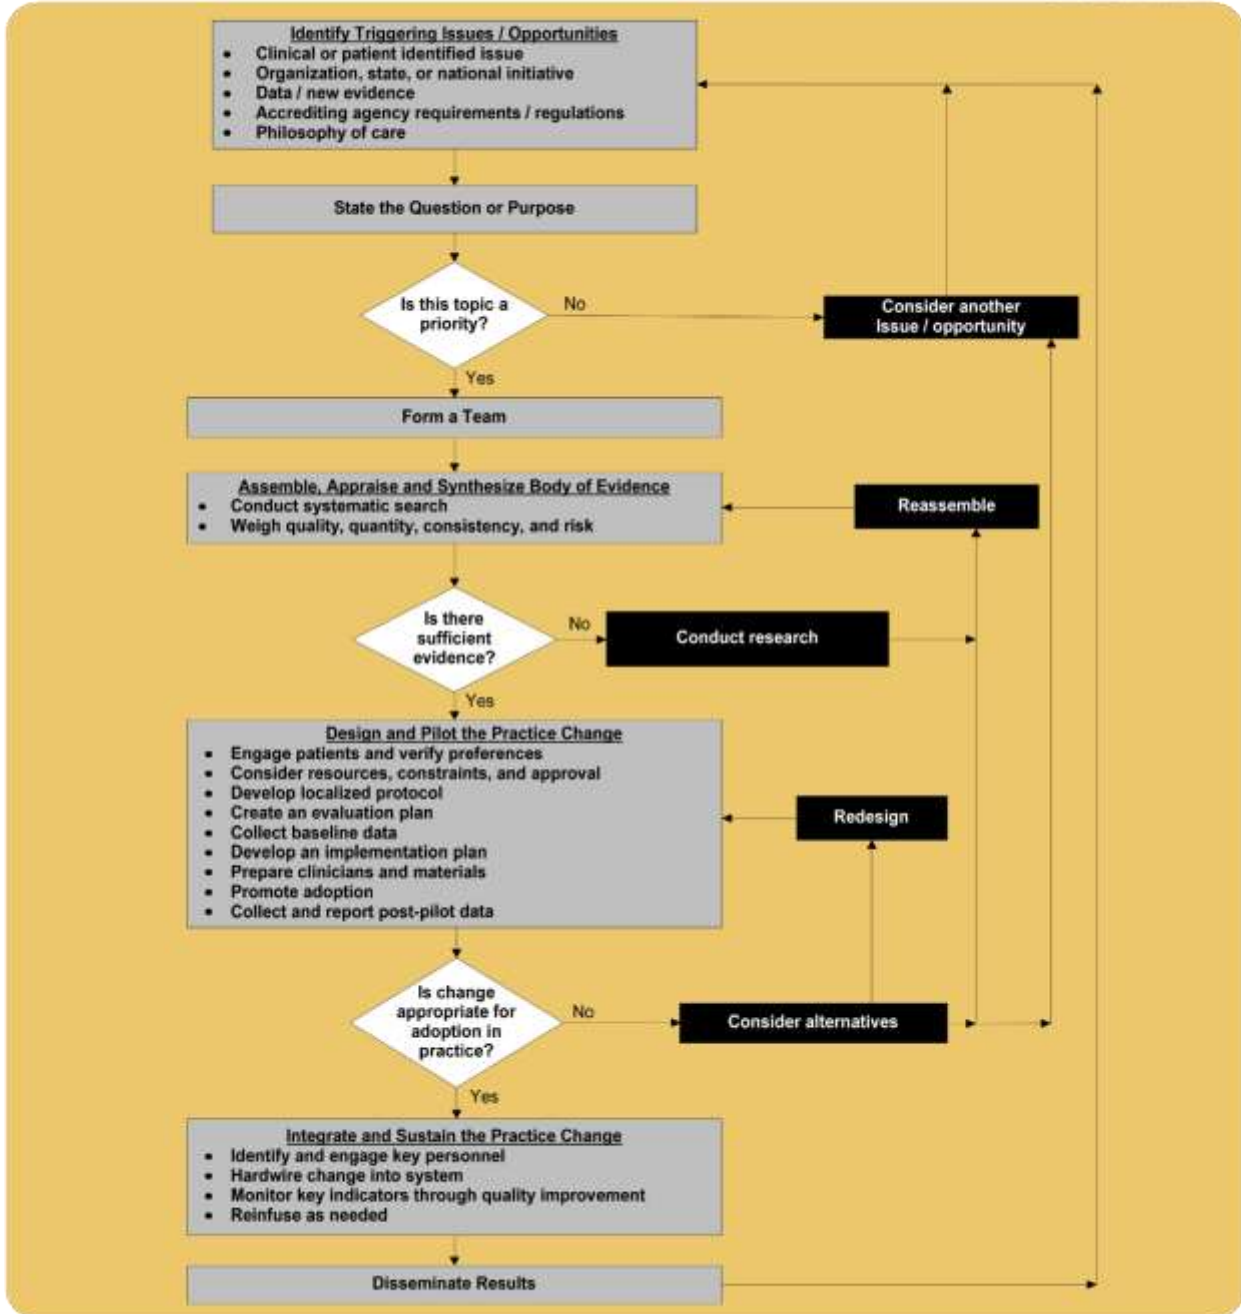 Identify Triggering Issues / Opportunities
• Clinical or patient identified issue
• Organization, state, or national initiative
• Data / new evidence
• Accrediting agency requirements / regulations
• Philosophy of care
State the Question or Purpose
Is this topic a
priority?
No
Consider another
Issue / opportunity
Yes
Form a Team
Assemble, Appraise and Synthesize Body of Evidence
• Conduct systematic search
• Weigh quality, quantity, consistency, and risk
Reassemble
Is there
sufficient
evidence?
No
Conduct research
Yes
Design and Pilot the Practice Change
• Engage patients and verify preferences
• Consider resources, constraints, and approval
• Develop localized protocol
• Create an evaluation plan
• Collect baseline data
• Develop an implementation plan
• Prepare clinicians and materials
• Promote adoption
• Collect and report post-pilot data
Redesign
Is change
appropriate for
adoption in
practice?
No
Consider alternatives
Yes
Integrate and Sustain the Practice Change
• Identify and engage key personnel
• Hardwire change into system
• Monitor key indicators through quality improvement
• Reinfuse as needed
Disseminate Results